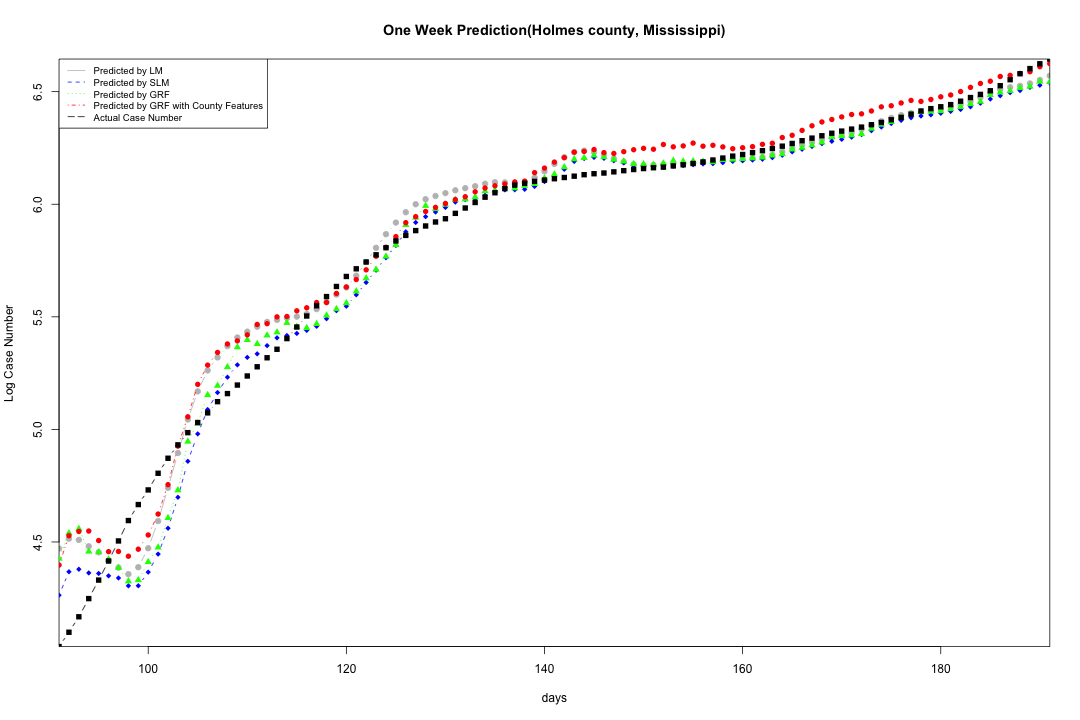 One Week Prediction(Holmes county, Mississippi)
Predicted by LM
Predicted by SLM
Predicted by GRF
Predicted by GRF with County Features
Actual Case Number
Log Case Number
6.5
6.0
5.5
5.0
4.5
100 120 140 160 180
days